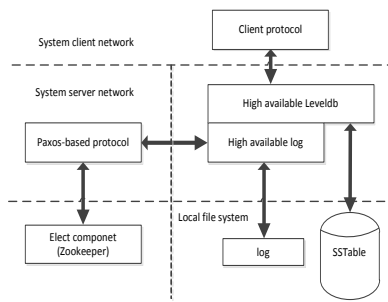 Client protocol
System client network
System server network
High available Leveldb
Paxos-based protocol
High available log
Local file system
Elect componet
(Zookeeper)
log
SSTable